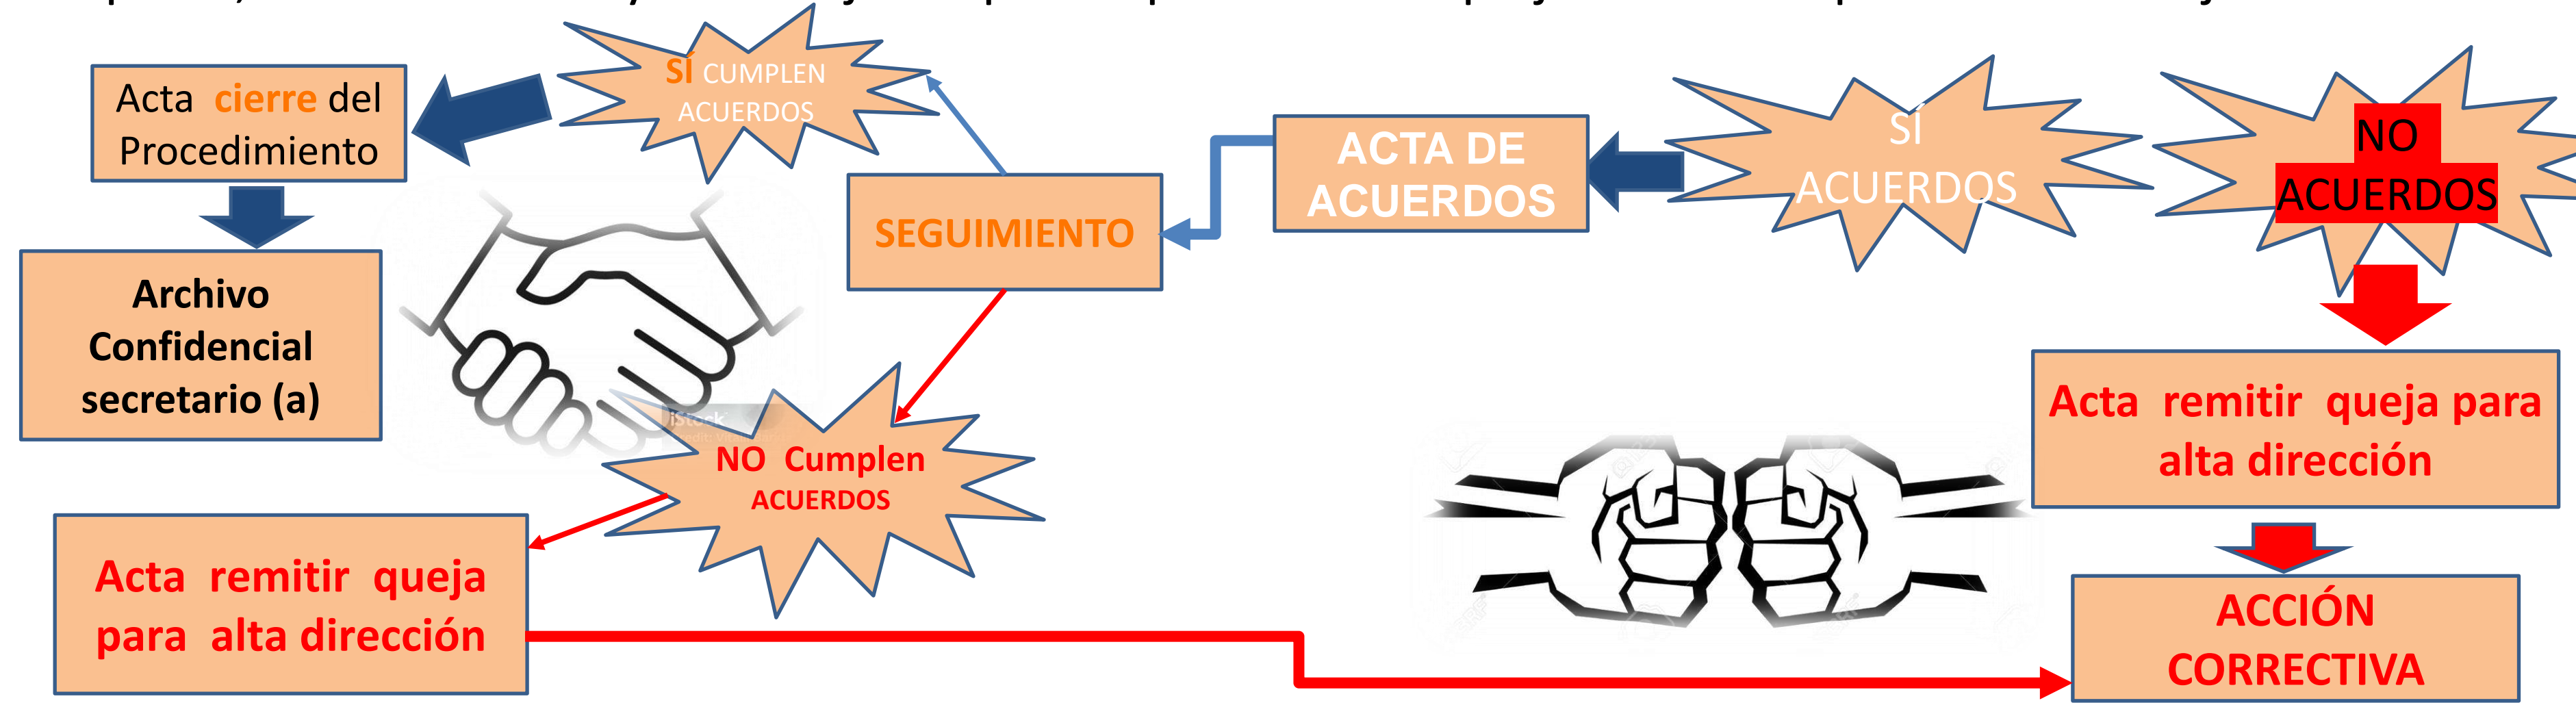 SÍ CUMPLEN
ACUERDOS
Acta cierre del
Procedimiento
Archivo
Confidencial
secretario (a)
SEGUIMIENTO
ACTA DE
ACUERDOS
SÍ
ACUERDOS
NO
ACUERDOS
iStock
NO Cumplen
ACUERDOS
Acta remitir queja
para alta dirección
Acta remitir queja para
alta dirección
ACCIÓN
CORRECTIVA